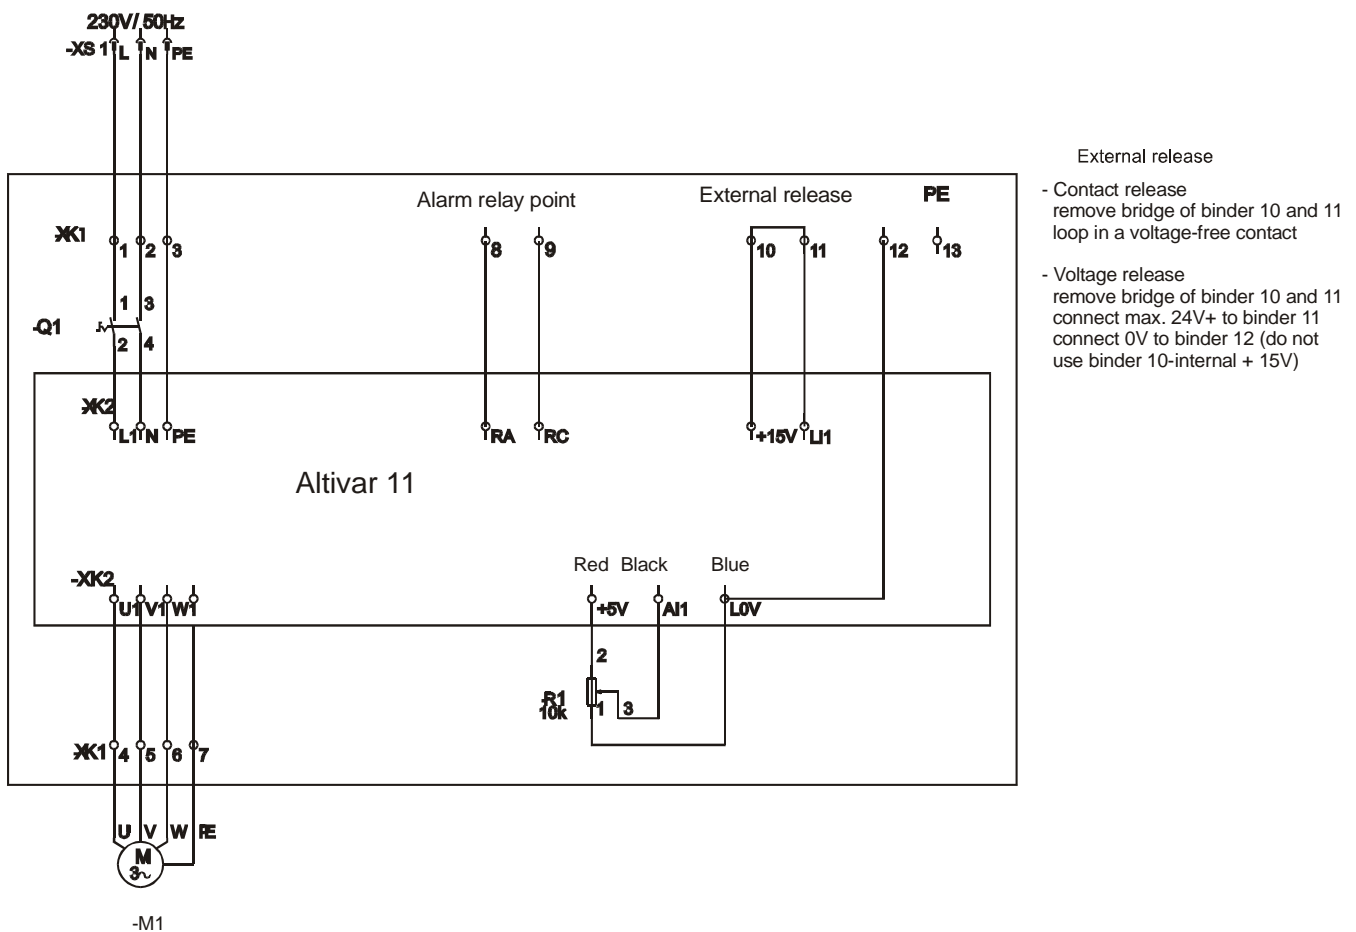 230V/ 50Hz
-XS 1 L N PE
External release
- Contact release
remove bridge of binder 10 and 11
loop in a voltage-free contact
- Voltage release
remove bridge of binder 10 and 11
connect max. 24V+ to binder 11
connect 0V to binder 12 (do not
use binder 10-internal + 15V)
Alarm relay point External release PE
-XK1 1 2 3 8 9 10 11 12 13
1 3
-Q1
2 4
-XK2
L1 N PE RA RC +15V LI1
Altivar 11
Red Black Blue
-XK2
U1 V1 W1 +5V AI1 L0V
2
-R1
10k
1 3
-XK1 4 5 6 7
U V W PE
M
3~
-M1